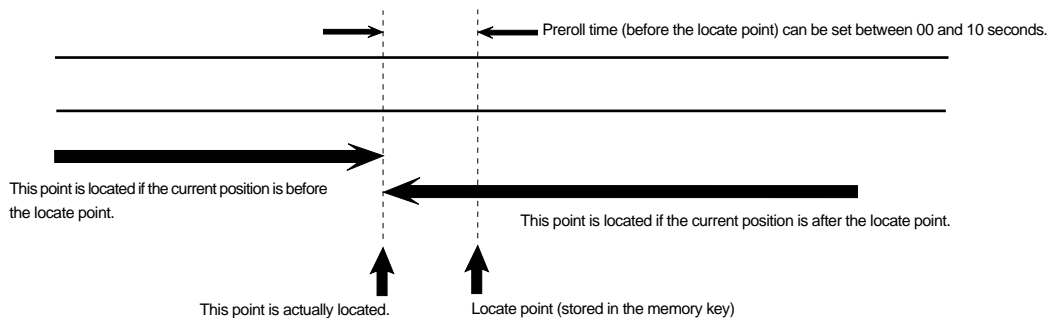 Preroll time (before the locate point) can be set between 00 and 10 seconds.
This point is located if the current position is before
the locate point.
This point is located if the current position is after the locate point.
This point is actually located.
Locate point (stored in the memory key)